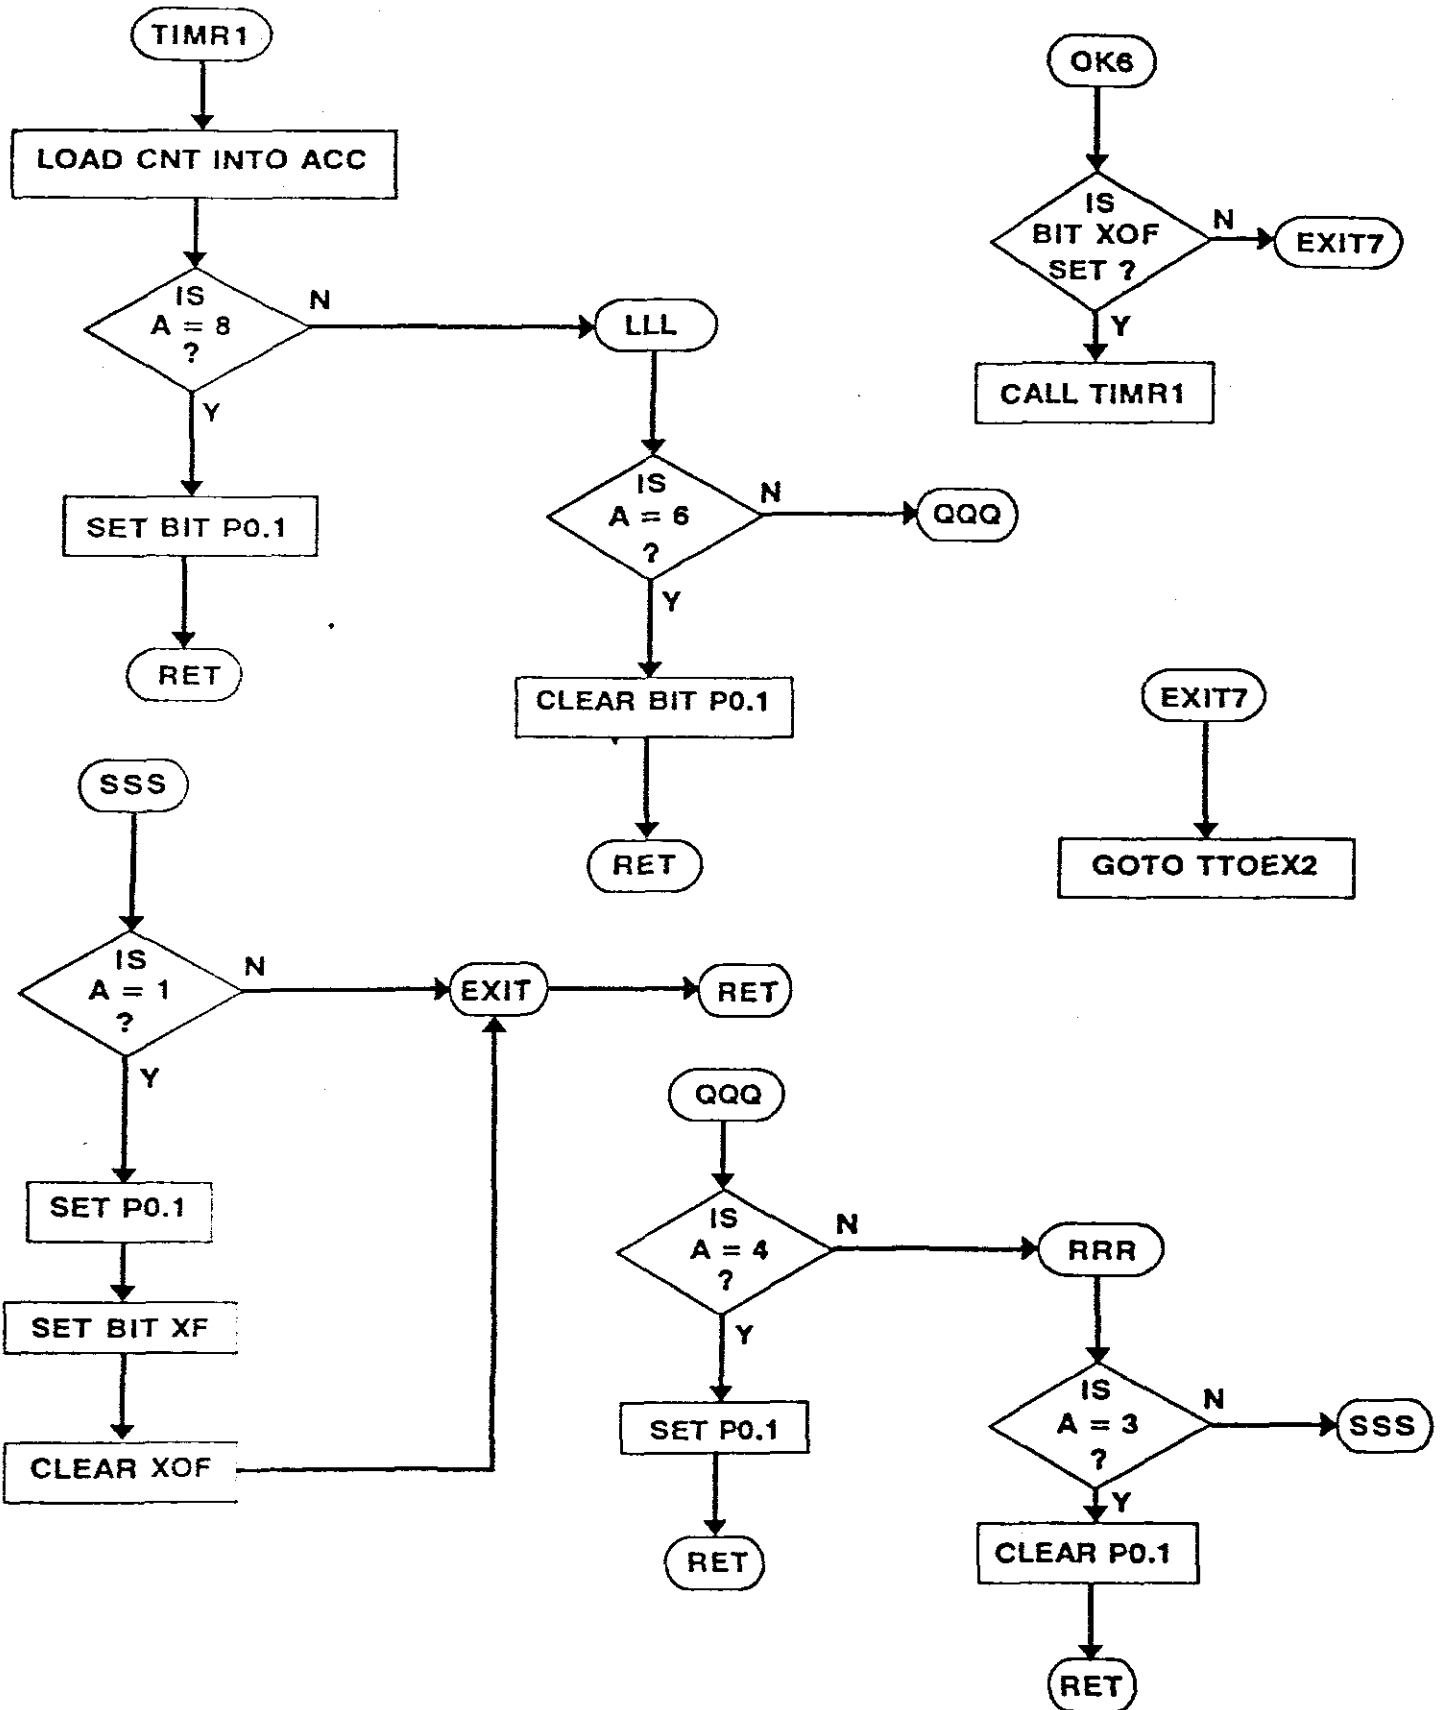 TIMR1
LOAD CNT INTO ACC
IS
A = 8
?
N
Y
SET BIT P0.1
RET
LLL
IS
A = 6
?
N
QQQ
Y
CLEAR BIT P0.1
RET
OK6
IS
BIT XOF
SET ?
N
EXIT7
Y
CALL TIMR1
EXIT7
GOTO TTOEX2
SSS
IS
A = 1
?
N
EXIT
RET
Y
SET P0.1
SET BIT XF
CLEAR XOF
QQQ
IS
A = 4
?
N
RRR
Y
SET P0.1
RET
IS
A = 3
?
N
SSS
Y
CLEAR P0.1
RET